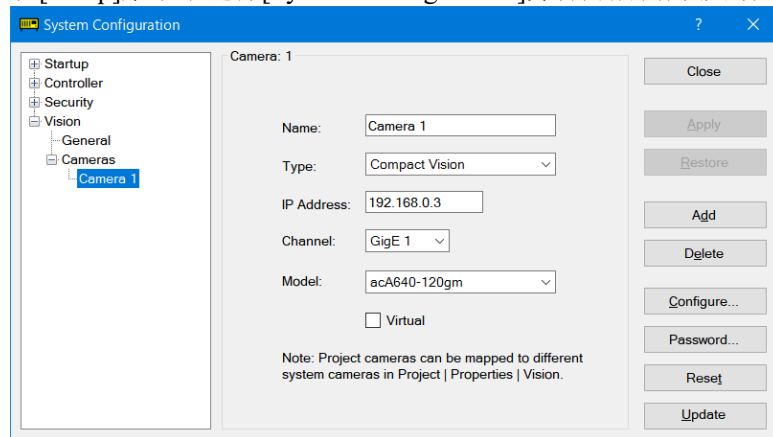 System Configuration
?
Startup
Controller
Security
Vision
General
Cameras
Camera 1
Camera: 1
Name: Camera 1
Type: Compact Vision
IP Address: 192.168.0.3
Channel: GigE 1
Model: acA640-120gm
Virtual
Note: Project cameras can be mapped to different
system cameras in Project | Properties | Vision.
Close
Apply
Restore
Add
Delete
Configure...
Password...
Reset
Update